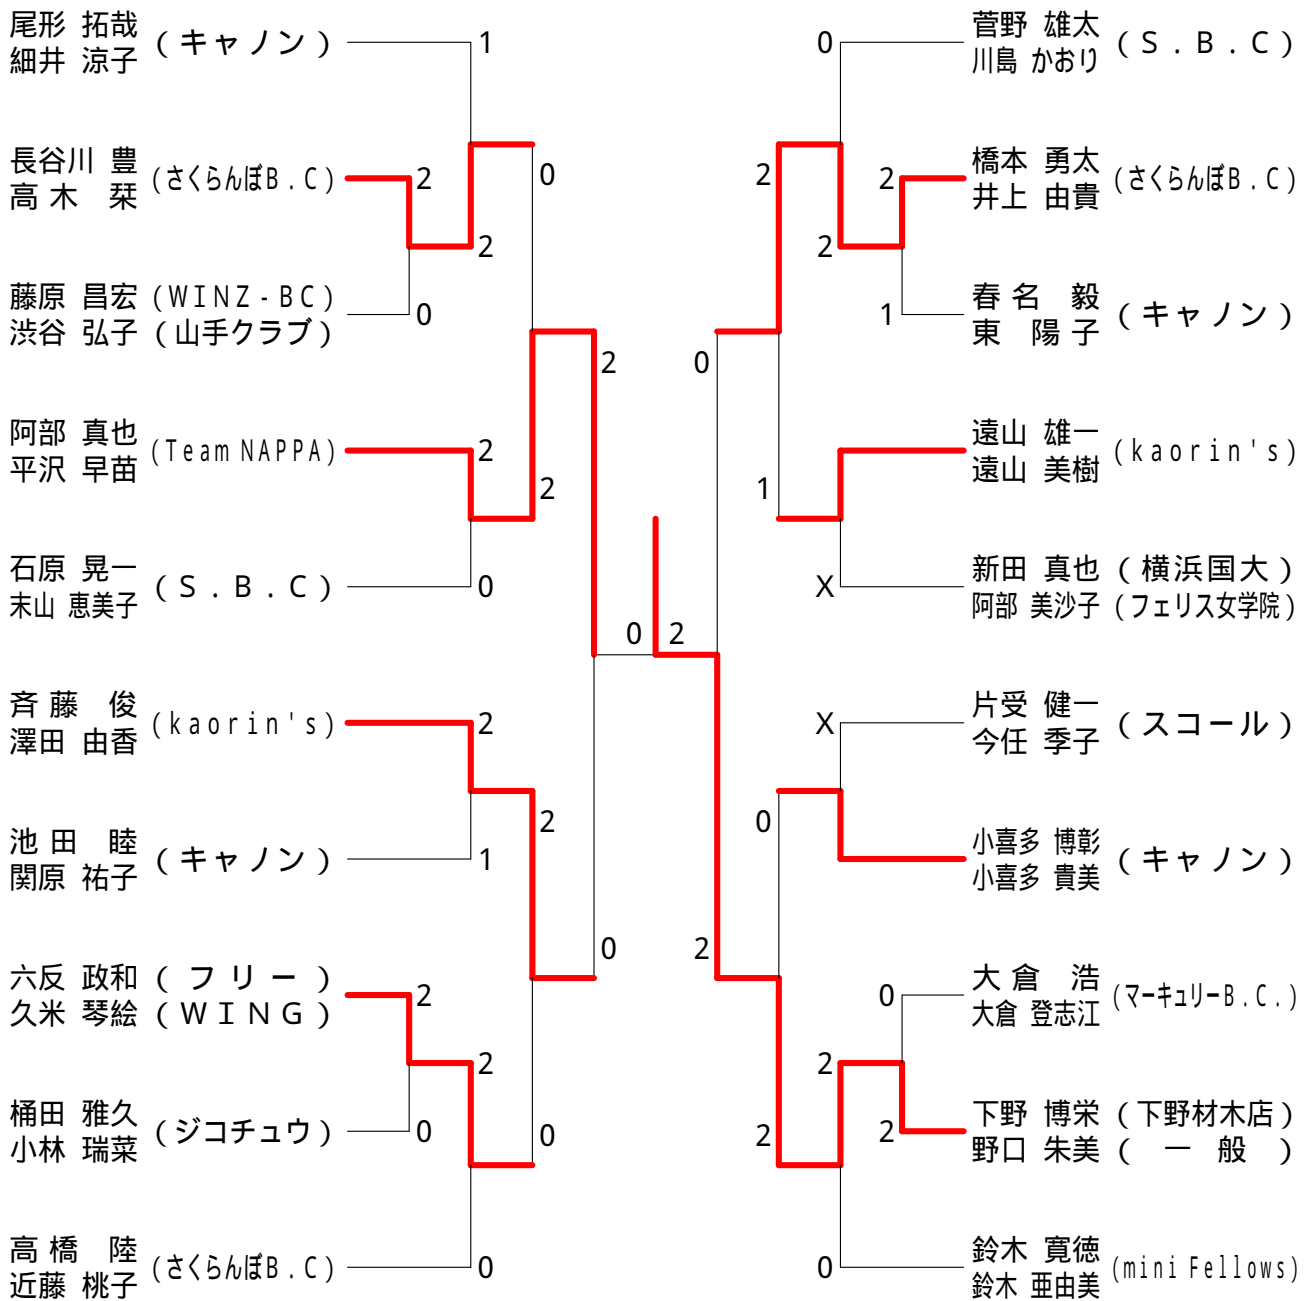 尾形 拓哉
細井 涼子
(キャノン)
1
長谷川 豊
高木 栞
(さくらんぼB.C)
2
0
2
藤原 昌宏 (WINZ-BC)
渋谷 弘子 (山手クラブ)
0
2
阿部 真也
平沢 早苗
(Team NAPPA)
2
2
石原 晃一
末山 恵美子
(S.B.C)
0
0
斉藤 俊
澤田 由香
(kaorin's)
2
2
池田 睦
関原 祐子
(キャノン)
1
0
六反 政和 (フリー)
久米 琴絵 (WING)
2
2
桶田 雅久
小林 瑞菜
(ジコチュウ)
0
0
高橋 陸
近藤 桃子
(さくらんぼB.C)
0
0
菅野 雄太
川島 かおり
(S.B.C)
2
2
橋本 勇太
井上 由貴
(さくらんぼB.C)
2
1
春名 毅
東 陽子
(キャノン)
0
遠山 雄一
遠山 美樹
(kaorin's)
1
X
新田 真也 (横浜国大)
阿部 美沙子 (フェリス女学院)
2
X
片受 健一
今任 季子
(スコール)
0
小喜多 博彰
小喜多 貴美
(キャノン)
2
0
大倉 浩
大倉 登志江
(マーキュリーB.C.)
2
2
2
下野 博栄 (下野材木店)
野口 朱美 (一般)
0
鈴木 寛徳
鈴木 亜由美
(mini Fellows)